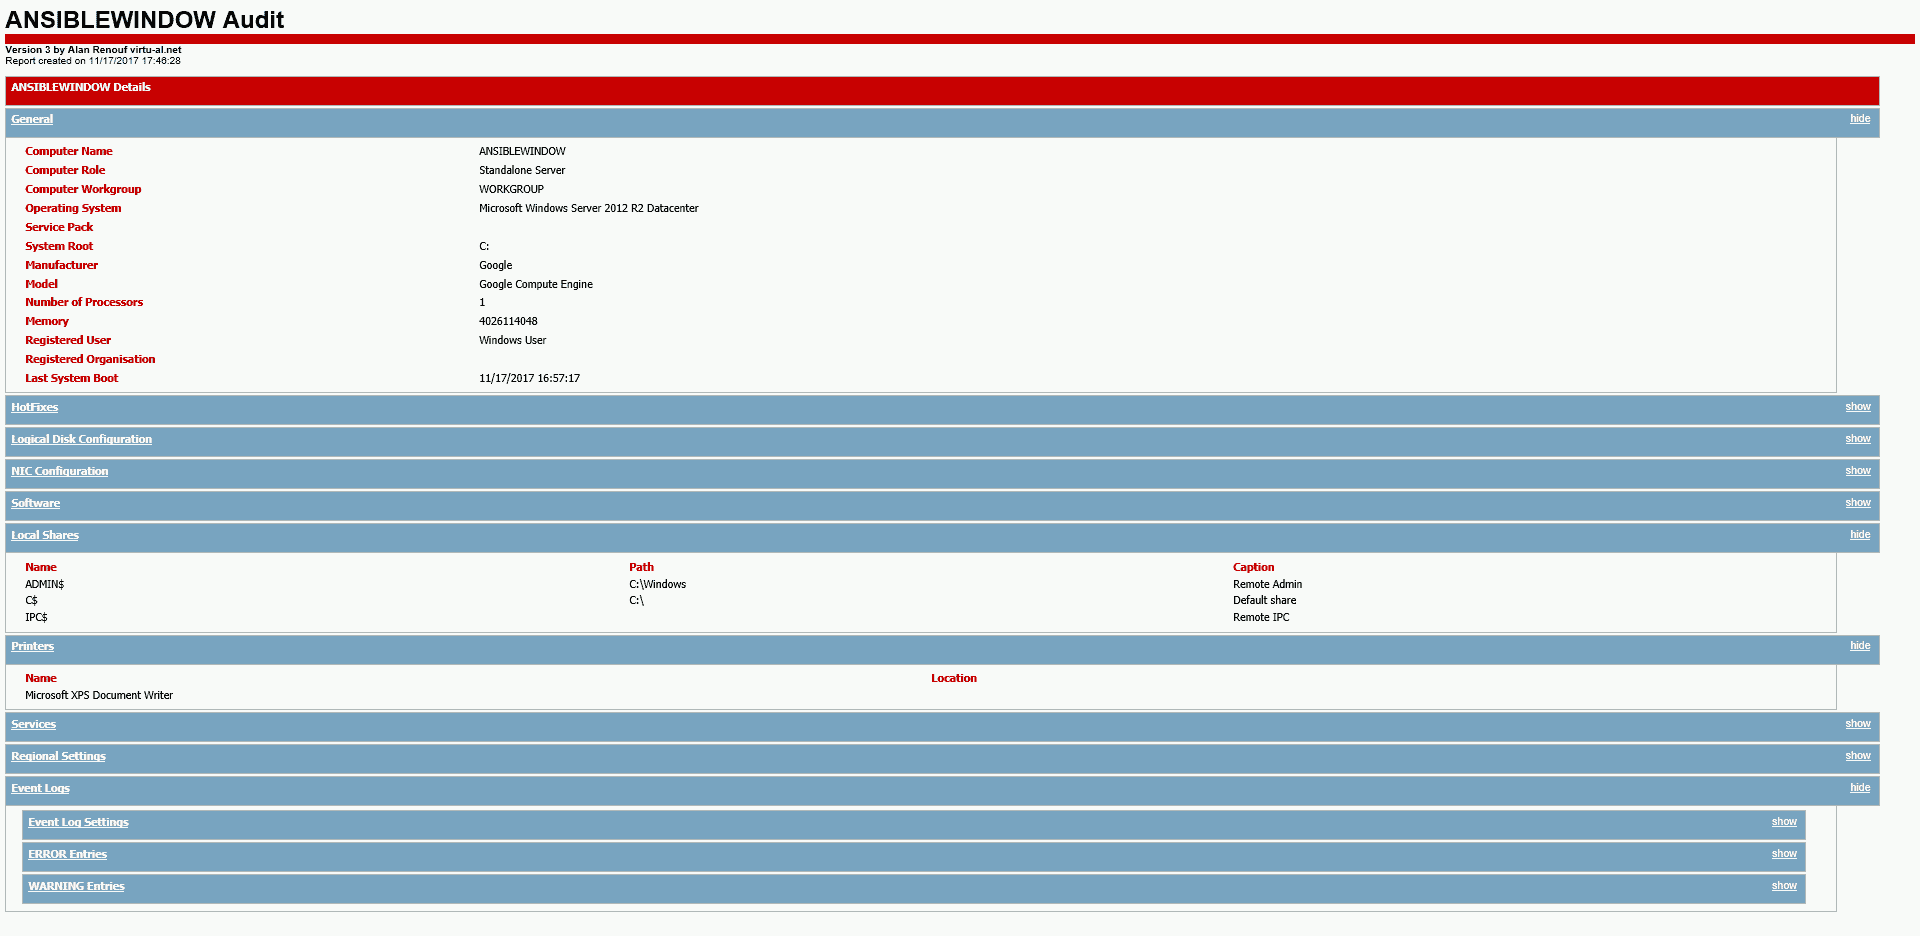 ANSIBLEWINDOW Audit
Version 3 by Alan Renouf virtu-al.net
Report created on 11/17/2017 17:46:28
ANSIBLEWINDOW Details
General hide
Computer Name ANSIBLEWINDOW
Computer Role Standalone Server
Computer Workgroup WORKGROUP
Operating System Microsoft Windows Server 2012 R2 Datacenter
Service Pack
System Root C:
Manufacturer Google
Model Google Compute Engine
Number of Processors 1
Memory 4026114048
Registered User Windows User
Registered Organisation
Last System Boot 11/17/2017 16:57:17
HotFixes show
Logical Disk Configuration show
NIC Configuration show
Software show
Local Shares hide
Name Path Caption
ADMIN$ C:\Windows Remote Admin
C$ C:\ Default share
IPC$ Remote IPC
Printers hide
Name Location
Microsoft XPS Document Writer
Services show
Regional Settings show
Event Logs hide
Event Log Settings show
ERROR Entries show
WARNING Entries show